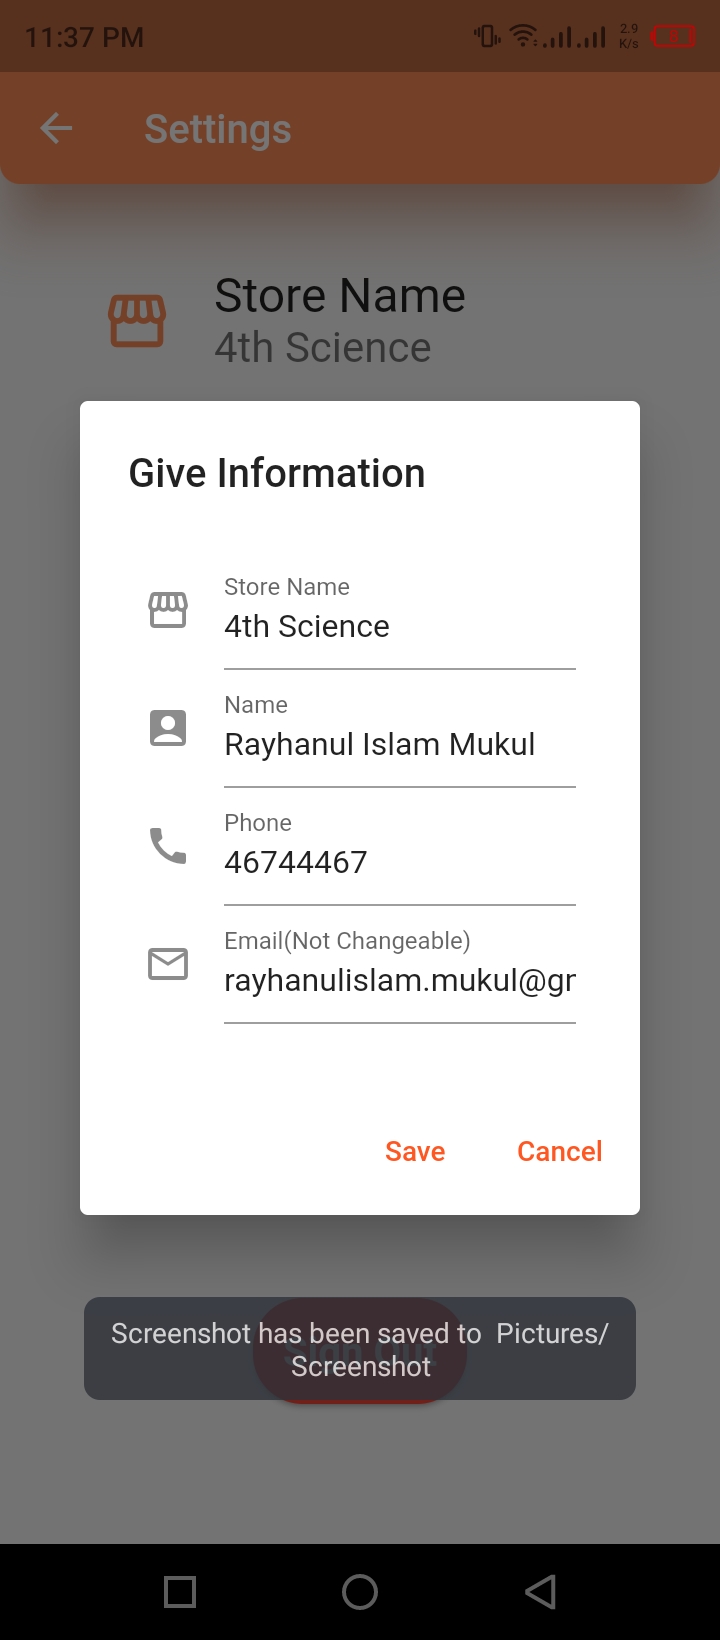 11:37 PM
2.9
K/s
Settings
Store Name
4th Science
Give Information
Store Name
4th Science
Name
Rayhanul Islam Mukul
Phone
46744467
Email(Not Changeable)
rayhanulislam.mukul@gr
Save
Cancel
Sign Out
Screenshot has been saved to Pictures/
Screenshot